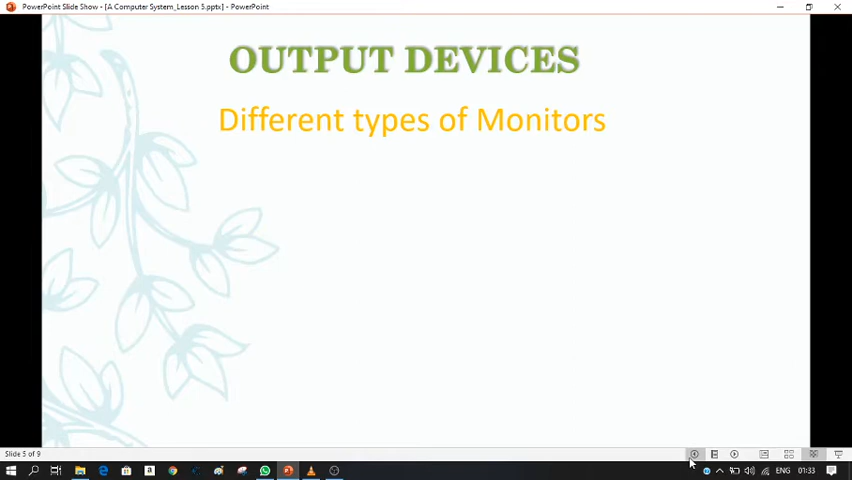 PowerPoint Slide Show - [A Computer System_Lesson 5.pptx] - PowerPoint
OUTPUT DEVICES
Different types of Monitors
Slide 5 of 9
ENG
01:33